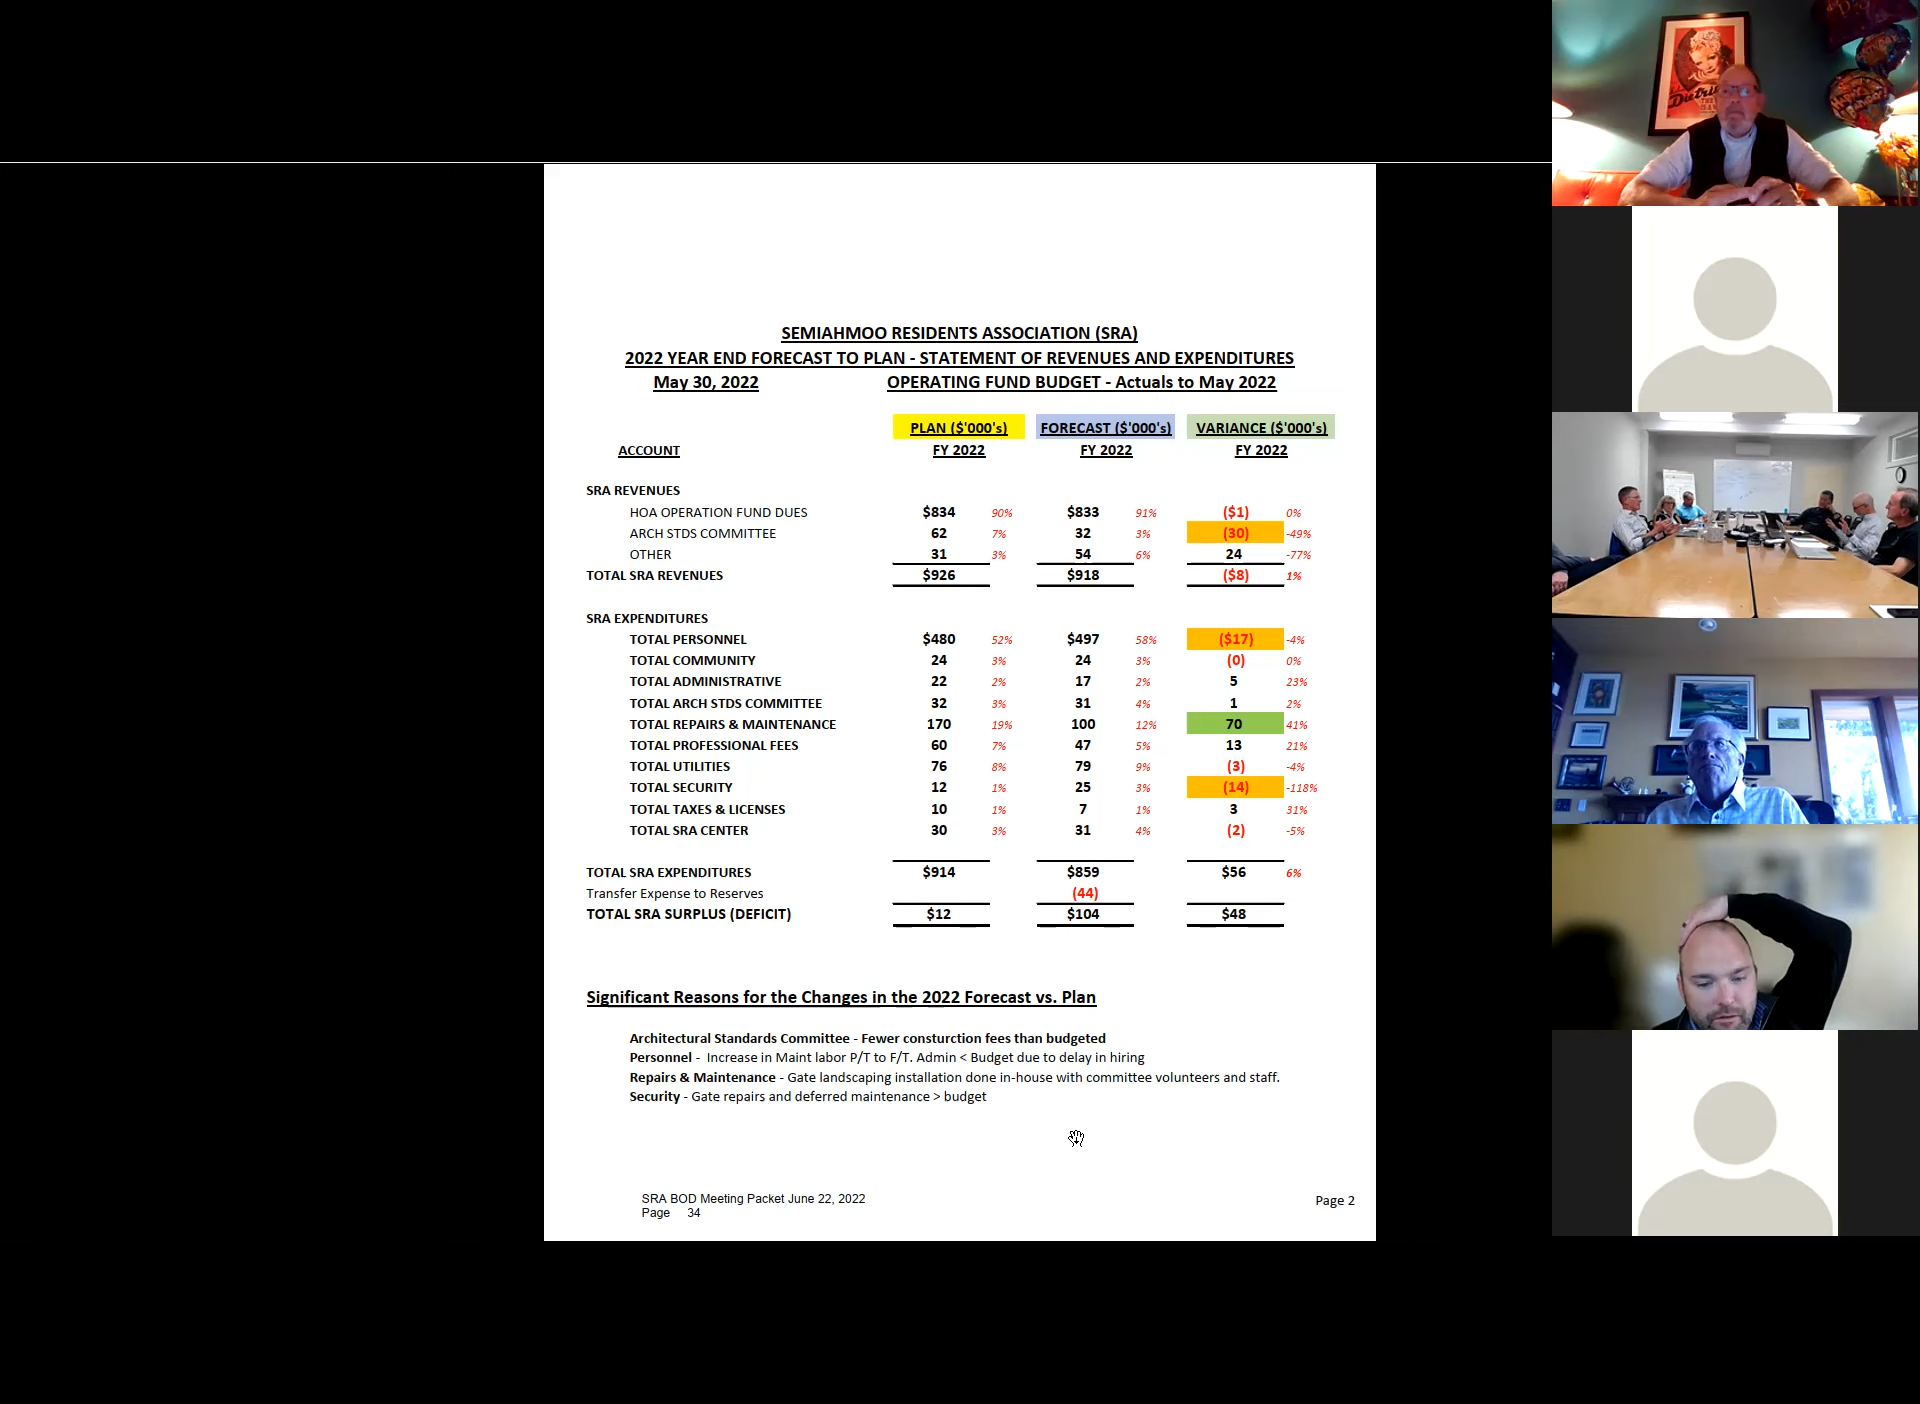 SEMIAHMOO RESIDENTS ASSOCIATION (SRA)
2022 YEAR END FORECAST TO PLAN - STATEMENT OF REVENUES AND EXPENDITURES
May 30, 2022 OPERATING FUND BUDGET - Actuals to May 2022
PLAN ($'000's) FORECAST ($'000's) VARIANCE ($'000's)
ACCOUNT FY 2022 FY 2022 FY 2022
SRA REVENUES
HOA OPERATION FUND DUES $834 90% $833 91% ($1) 0%
ARCH STDS COMMITTEE 62 7% 32 3% (30) -49%
OTHER 31 3% 54 6% 24 -77%
TOTAL SRA REVENUES $926 $918 ($8) 1%
SRA EXPENDITURES
TOTAL PERSONNEL $480 52% $497 58% ($17) -4%
TOTAL COMMUNITY 24 3% 24 3% (0) 0%
TOTAL ADMINISTRATIVE 22 2% 17 2% 5 23%
TOTAL ARCH STDS COMMITTEE 32 3% 31 4% 1 2%
TOTAL REPAIRS & MAINTENANCE 170 19% 100 12% 70 41%
TOTAL PROFESSIONAL FEES 60 7% 47 5% 13 21%
TOTAL UTILITIES 76 8% 79 9% (3) -4%
TOTAL SECURITY 12 1% 25 3% (14) -118%
TOTAL TAXES & LICENSES 10 1% 7 1% 3 31%
TOTAL SRA CENTER 30 3% 31 4% (2) -5%
TOTAL SRA EXPENDITURES $914 $859 $56 6%
Transfer Expense to Reserves (44)
TOTAL SRA SURPLUS (DEFICIT) $12 $104 $48
Significant Reasons for the Changes in the 2022 Forecast vs. Plan
Architectural Standards Committee - Fewer consturction fees than budgeted
Personnel - Increase in Maint labor P/T to F/T. Admin < Budget due to delay in hiring
Repairs & Maintenance - Gate landscaping installation done in-house with committee volunteers and staff.
Security - Gate repairs and deferred maintenance > budget
SRA BOD Meeting Packet June 22, 2022
Page 34
Page 2
Dietrich